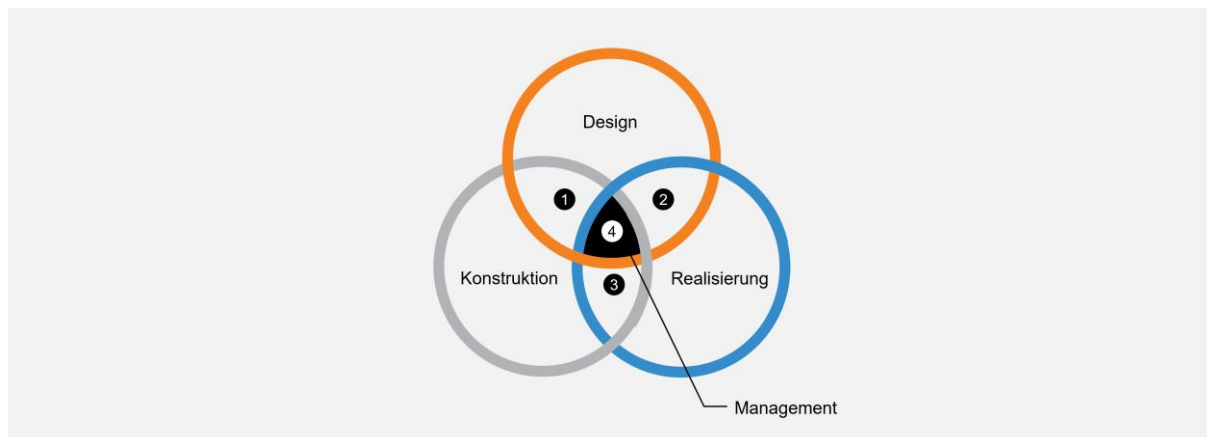 Design
1
2
4
Konstruktion
3
Realisierung
Management